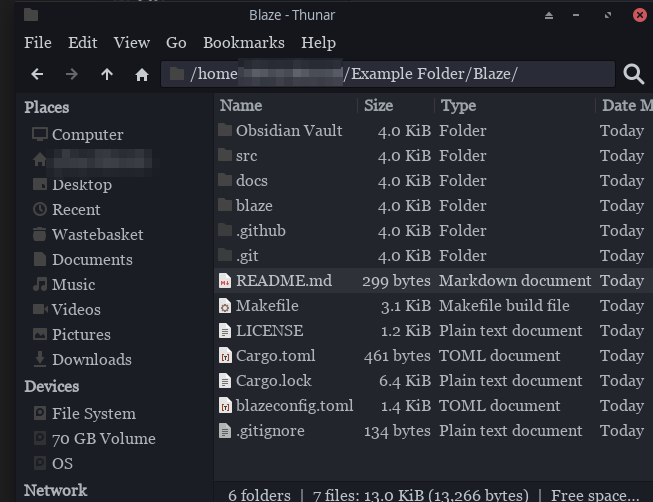 Blaze - Thunar
File Edit View Go Bookmarks Help
/home /Example Folder/Blaze/
Places
Computer
Desktop
Recent
Wastebasket
Documents
Music
Videos
Pictures
Downloads
Devices
File System
70 GB Volume
OS
Network
Name Size Type Date M
Obsidian Vault 4.0 KiB Folder Today
src 4.0 KiB Folder Today
docs 4.0 KiB Folder Today
blaze 4.0 KiB Folder Today
.github 4.0 KiB Folder Today
.git 4.0 KiB Folder Today
README.md 299 bytes Markdown document Today
Makefile 3.1 KiB Makefile build file Today
LICENSE 1.2 KiB Plain text document Today
Cargo.toml 461 bytes TOML document Today
Cargo.lock 6.4 KiB Plain text document Today
blazeconfig.toml 1.4 KiB TOML document Today
.gitignore 134 bytes Plain text document Today
6 folders | 7 files: 13.0 KiB (13,266 bytes) | Free space...